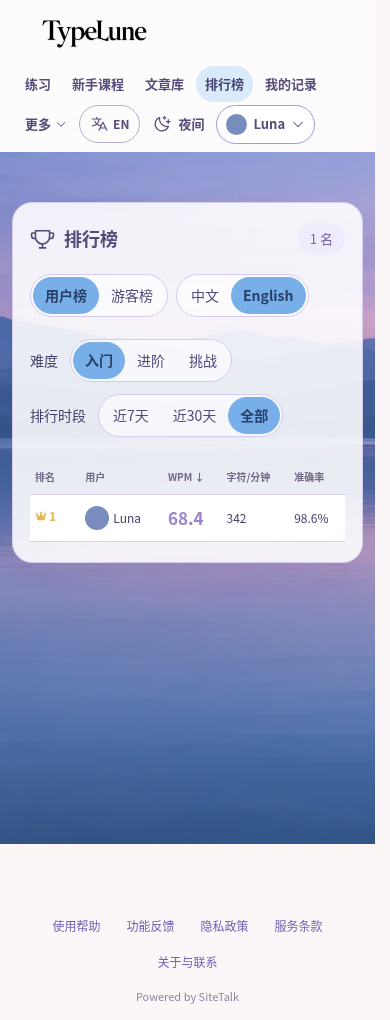 TypeLune
练习 新手课程 文章库 排行榜 我的记录
更多 EN 夜间 Luna
排行榜 1 名
用户榜 游客榜 中文 English
难度 入门 进阶 挑战
排行时段 近7天 近30天 全部
排名 用户 WPM ↓ 字符/分钟 准确率
1 Luna 68.4 342 98.6%
使用帮助 功能反馈 隐私政策 服务条款
关于与联系
Powered by SiteTalk